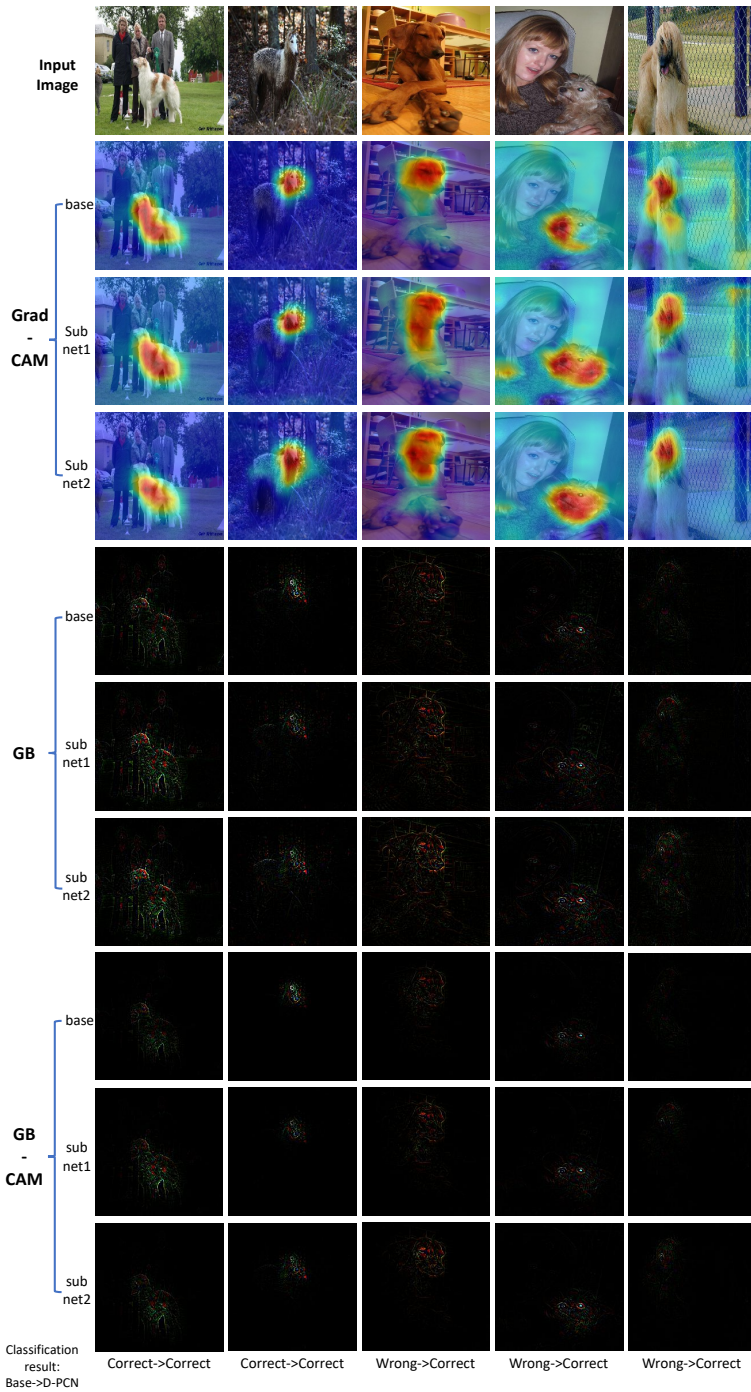 Input
Image
base
Grad
-
CAM
Sub
net1
Sub
net2
base
GB
sub
net1
sub
net2
base
GB
-
CAM
sub
net1
sub
net2
Classification
result:
Base->D-PCN
Correct->Correct
Correct->Correct
Wrong->Correct
Wrong->Correct
Wrong->Correct